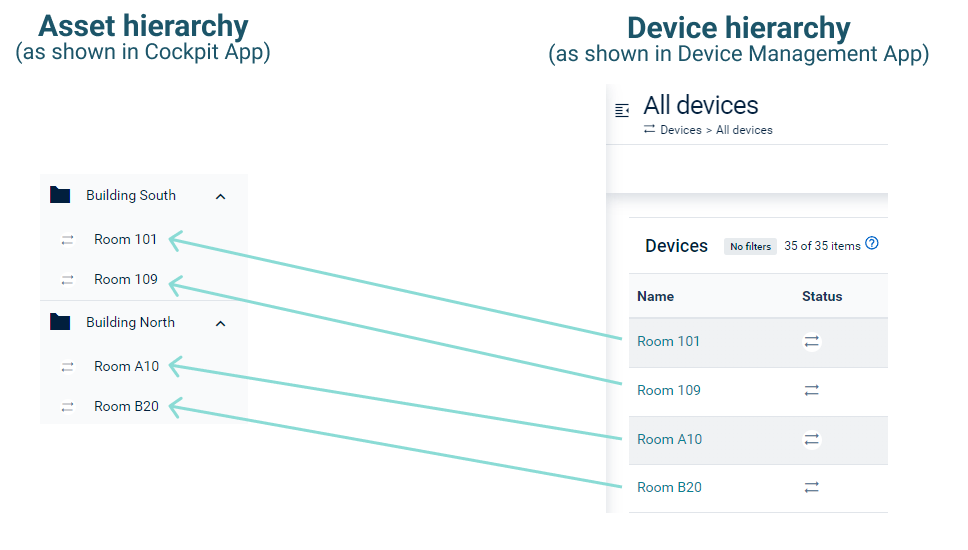 Asset hierarchy
(as shown in Cockpit App)
Building South
Room 101
Room 109
Building North
Room A10
Room B20
Device hierarchy
(as shown in Device Management App)
All devices
Devices > All devices
Devices No filters 35 of 35 items ?
Name Status
Room 101
Room 109
Room A10
Room B20